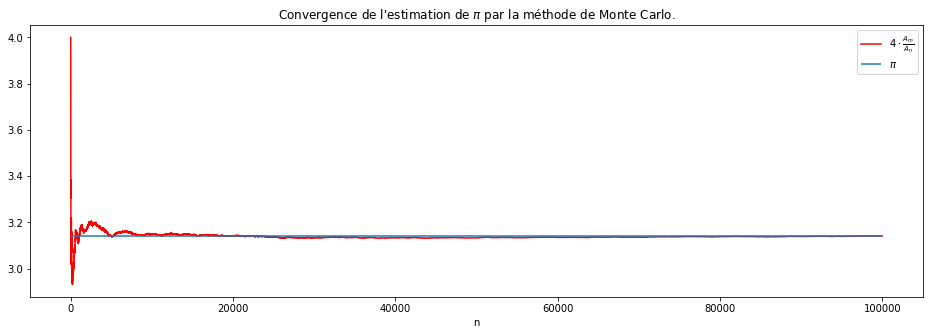 Convergence de l'estimation de π par la méthode de Monte Carlo.
4 · A_m/A_n
π
4.0
3.8
3.6
3.4
3.2
3.0
0 20000 40000 60000 80000 100000
n